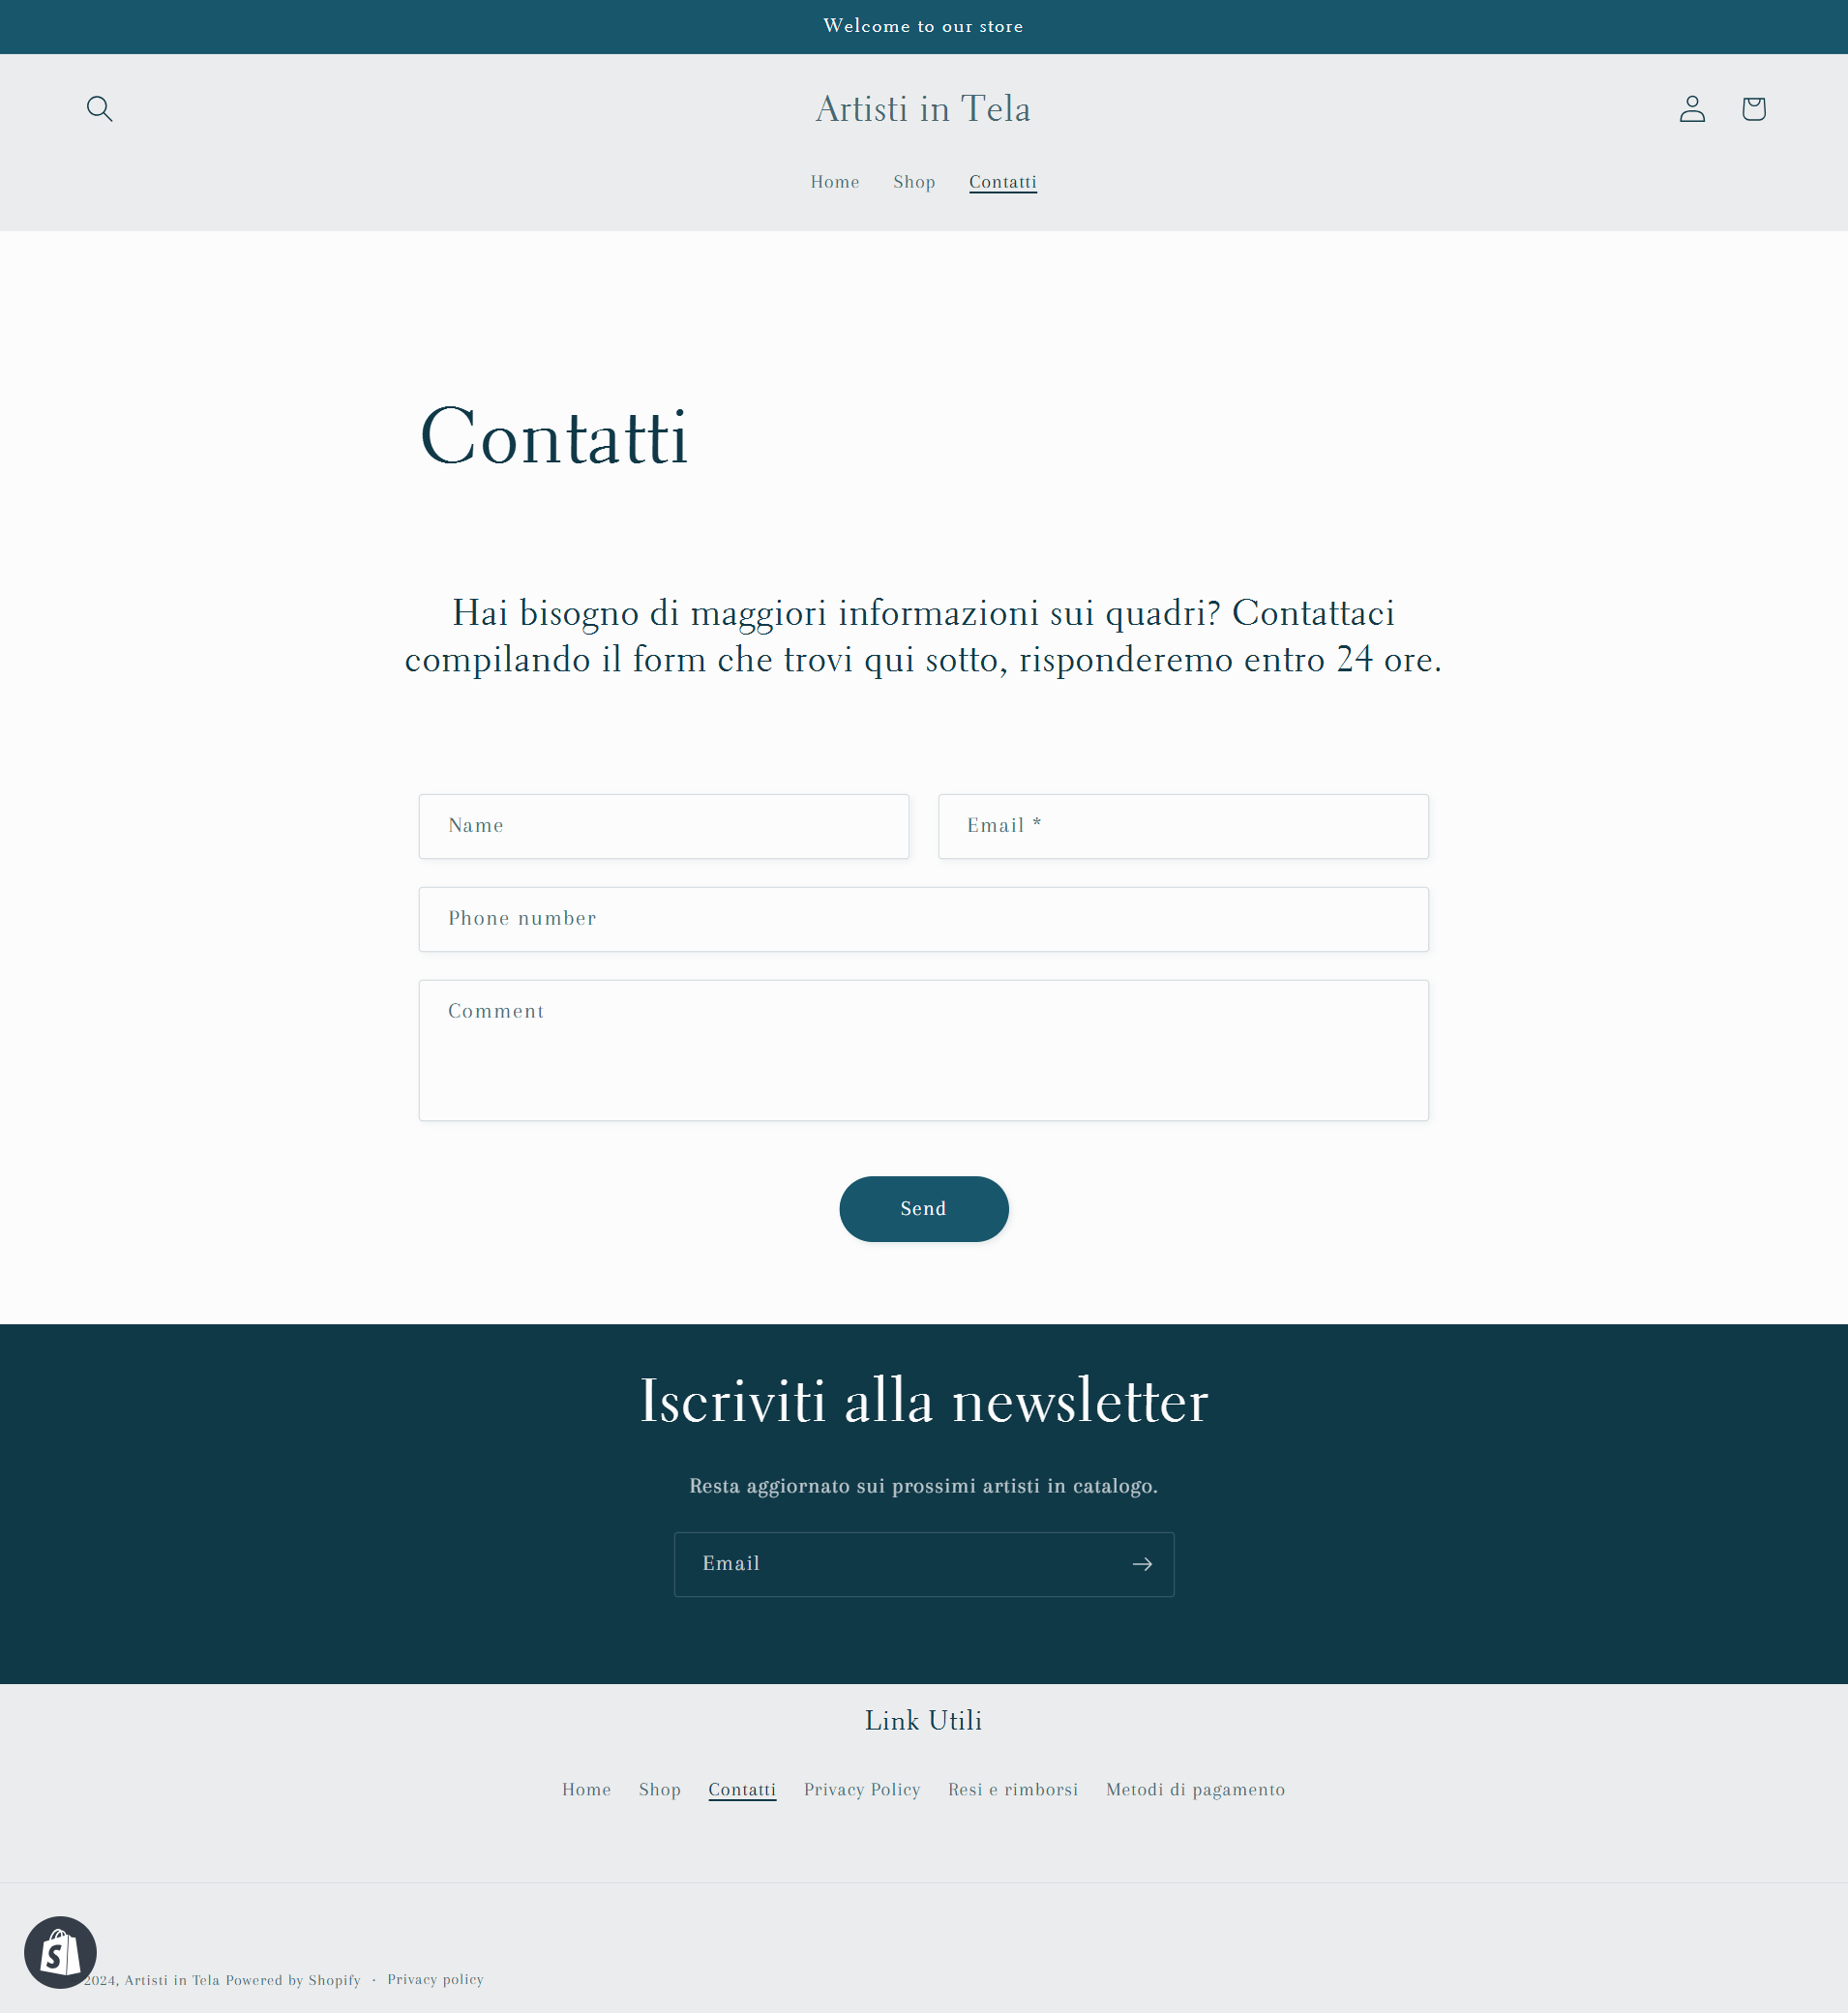 Welcome to our store
Artisti in Tela
Home Shop Contatti
Contatti
Hai bisogno di maggiori informazioni sui quadri? Contattaci
compilando il form che trovi qui sotto, risponderemo entro 24 ore.
Name
Email *
Phone number
Comment
Send
Iscriviti alla newsletter
Resta aggiornato sui prossimi artisti in catalogo.
Email
Link Utili
Home Shop Contatti Privacy Policy Resi e rimborsi Metodi di pagamento
S
2024, Artisti in Tela Powered by Shopify · Privacy policy